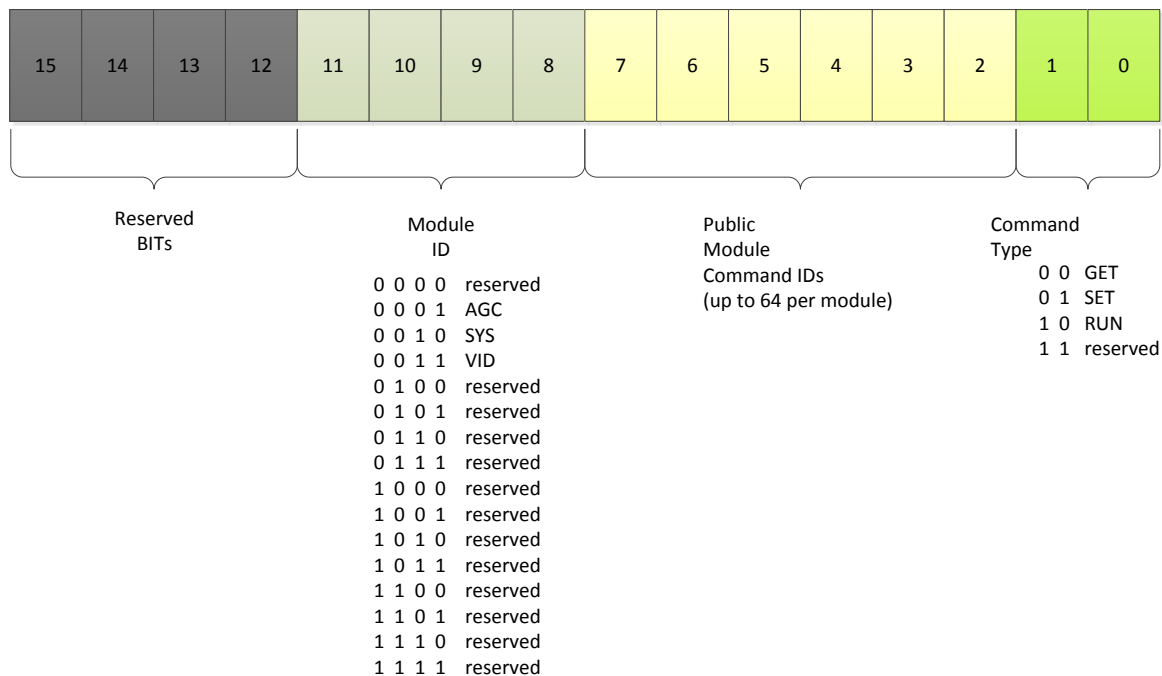 15 14 13 12 11 10 9 8 7 6 5 4 3 2 1 0
Reserved
BITs
Module
ID
0 0 0 0 reserved
0 0 0 1 AGC
0 0 1 0 SYS
0 0 1 1 VID
0 1 0 0 reserved
0 1 0 1 reserved
0 1 1 0 reserved
0 1 1 1 reserved
1 0 0 0 reserved
1 0 0 1 reserved
1 0 1 0 reserved
1 0 1 1 reserved
1 1 0 0 reserved
1 1 0 1 reserved
1 1 1 0 reserved
1 1 1 1 reserved
Public
Module
Command IDs
(up to 64 per module)
Command
Type
0 0 GET
0 1 SET
1 0 RUN
1 1 reserved